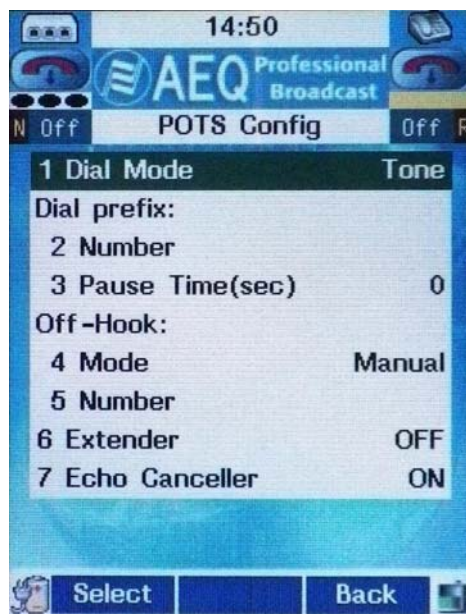 14:50
AEQ Professional Broadcast
N Off POTS Config Off
1 Dial Mode Tone
Dial prefix:
2 Number
3 Pause Time(sec) 0
Off-Hook:
4 Mode Manual
5 Number
6 Extender OFF
7 Echo Canceller ON
Select Back